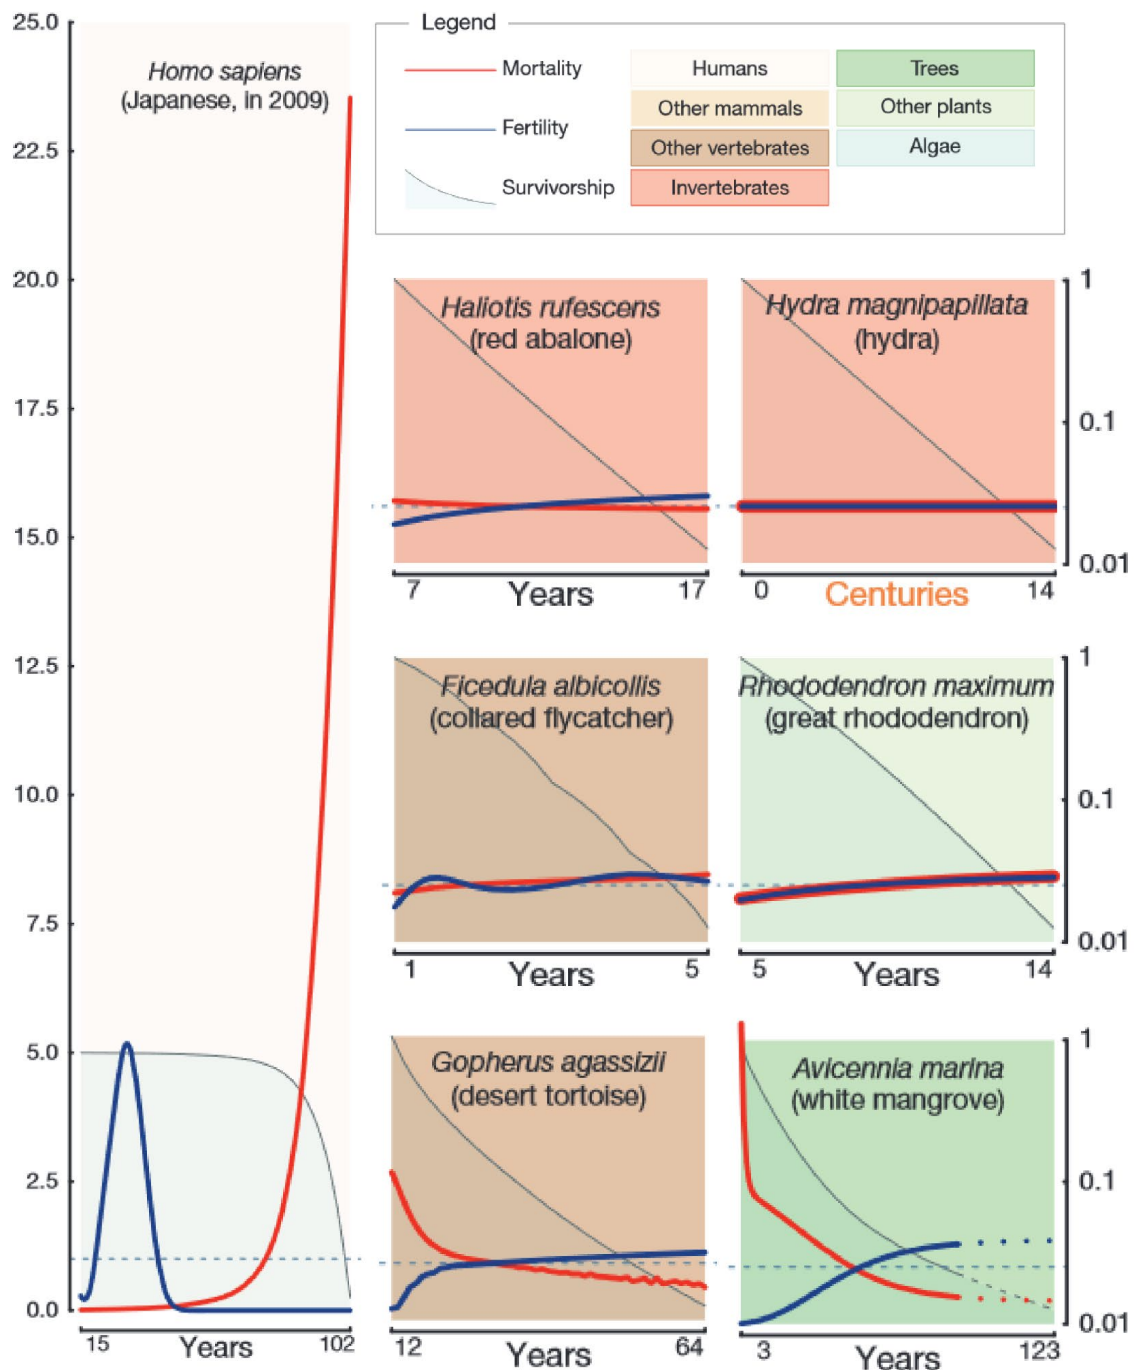 25.0
22.5
20.0
17.5
15.0
12.5
10.0
7.5
5.0
2.5
0.0
Homo sapiens
(Japanese, in 2009)
15 Years 102
Legend
Mortality
Fertility
Survivorship
Humans
Other mammals
Other vertebrates
Invertebrates
Trees
Other plants
Algae
Haliotis rufescens
(red abalone)
7 Years 17
Hydra magnipapillata
(hydra)
0 Centuries 14
1
0.1
0.01
Ficedula albicollis
(collared flycatcher)
1 Years 5
Rhododendron maximum
(great rhododendron)
5 Years 14
1
0.1
0.01
Gopherus agassizii
(desert tortoise)
12 Years 64
Avicennia marina
(white mangrove)
3 Years 123
1
0.1
0.01